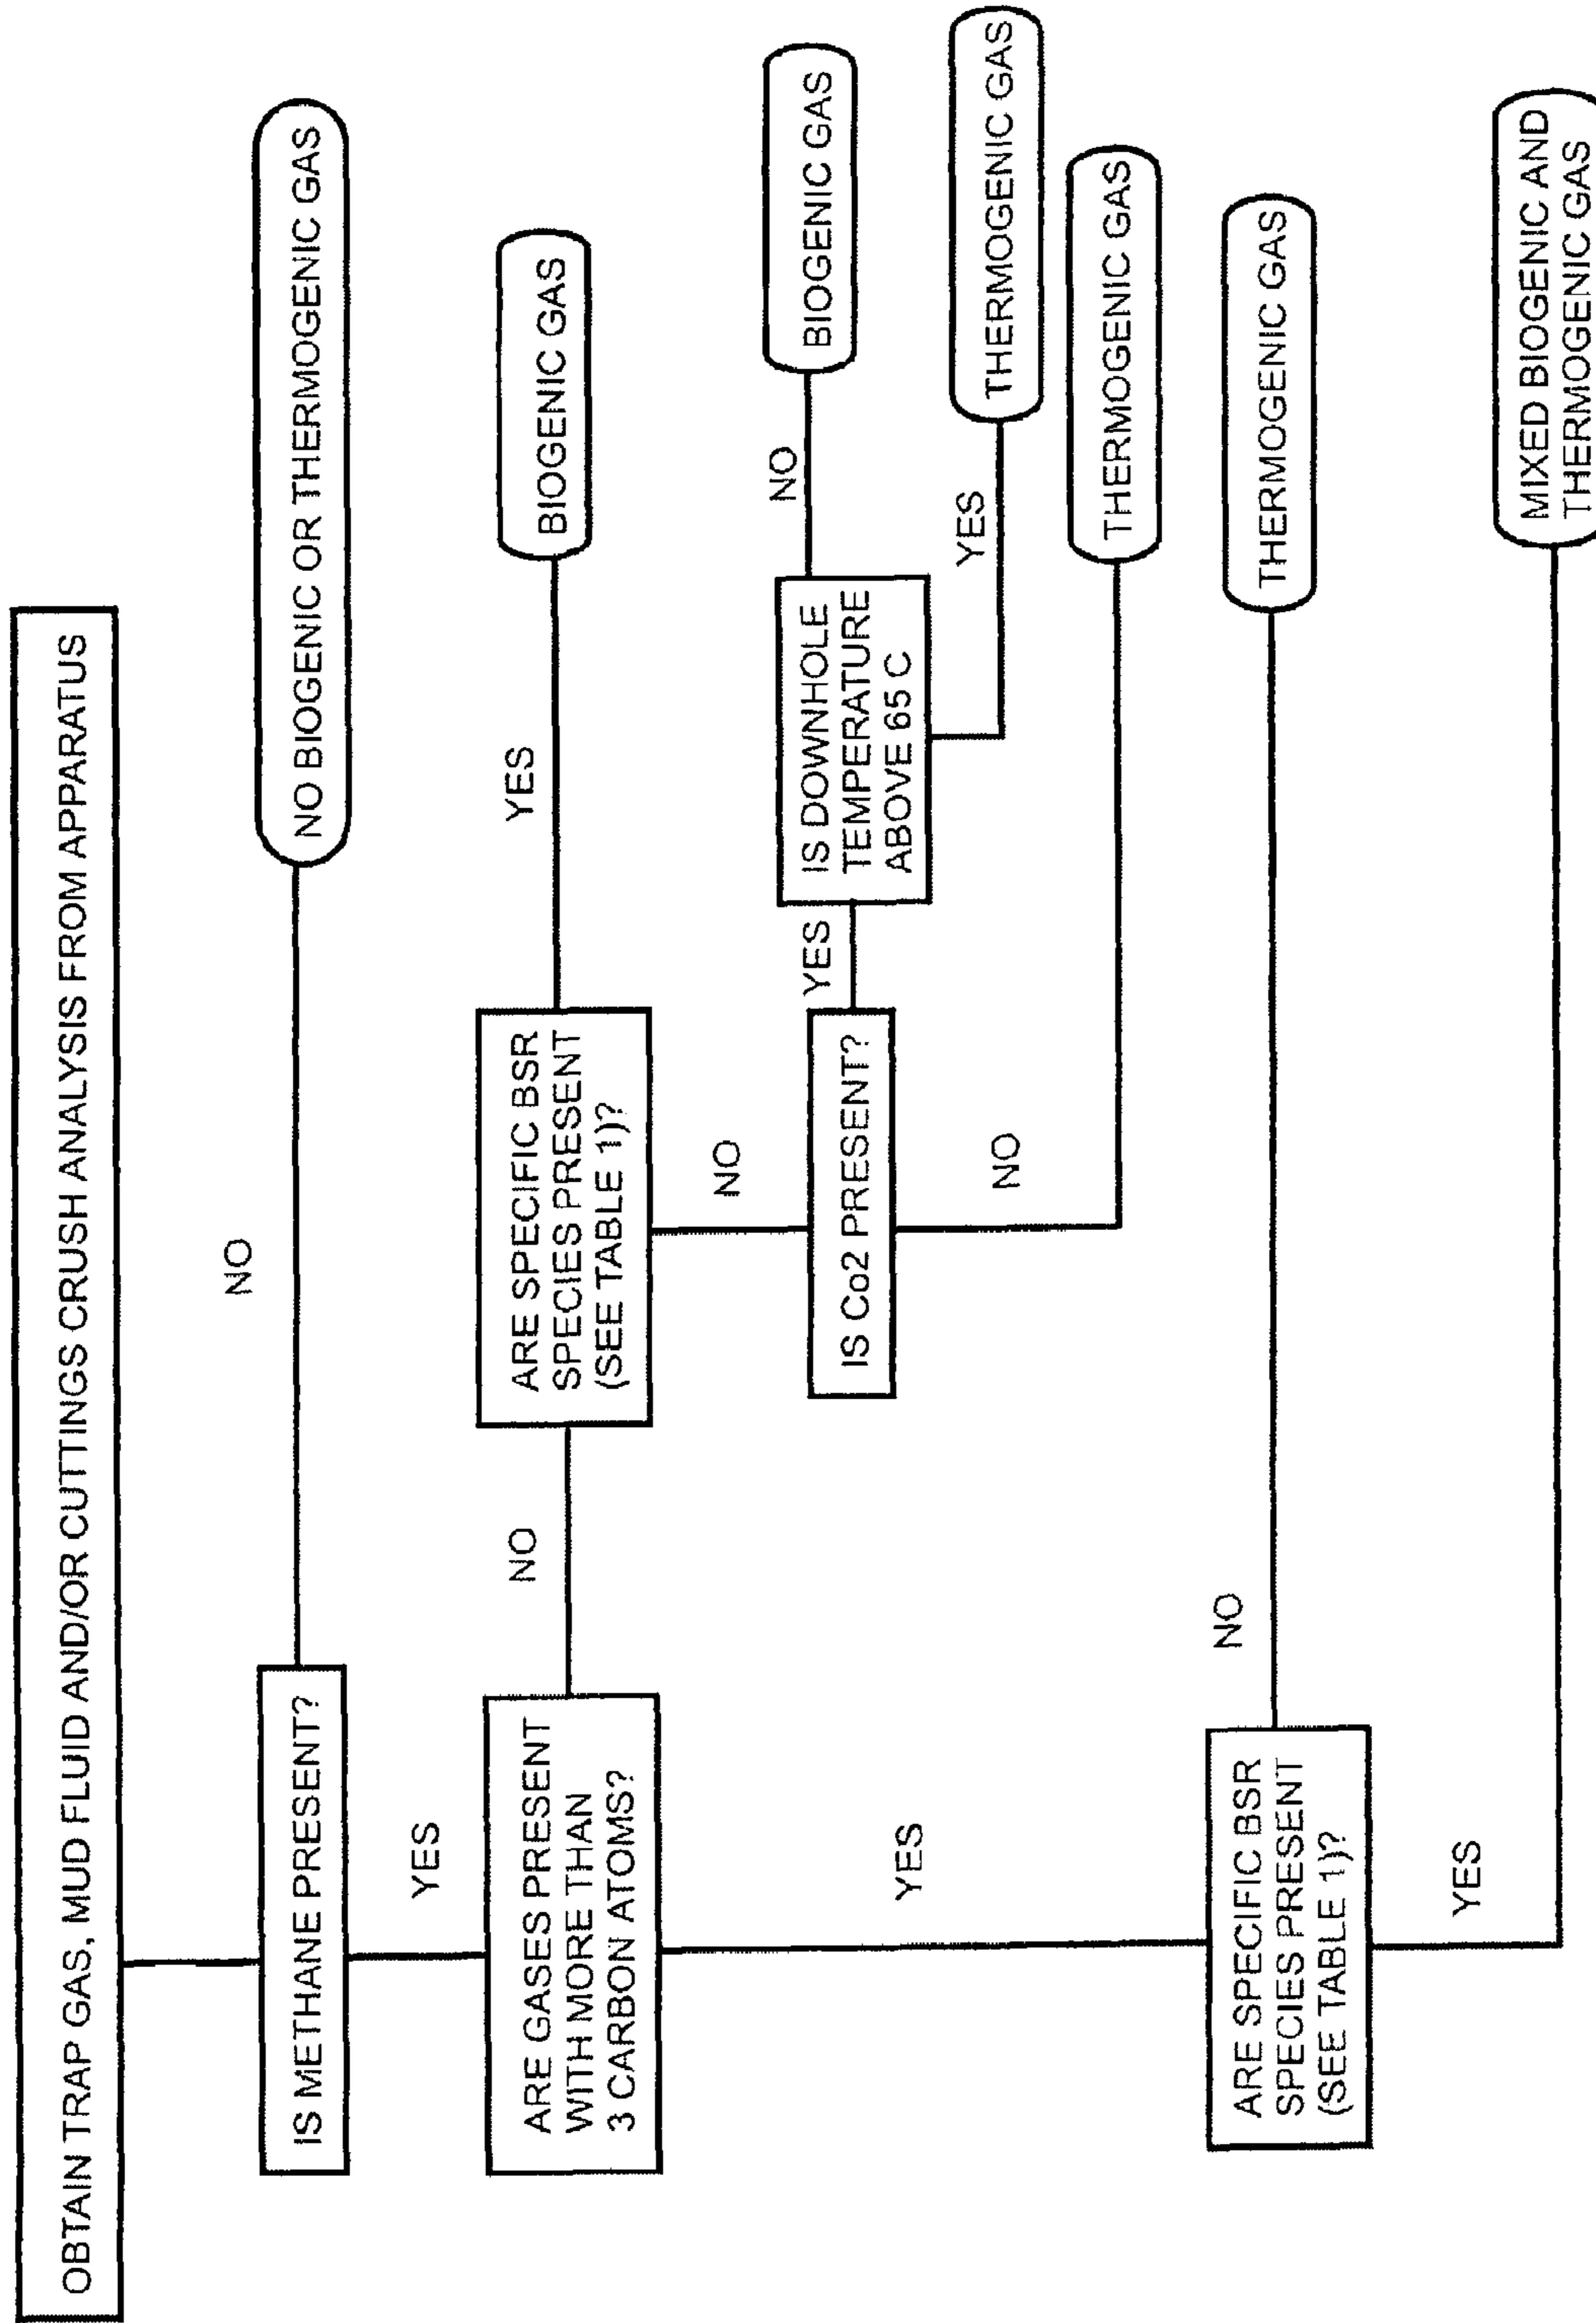 OBTAIN TRAP GAS, MUD FLUID AND/OR CUTTINGS CRUSH ANALYSIS FROM APPARATUS
IS METHANE PRESENT?
NO
NO BIOGENIC OR THERMOGENIC GAS
YES
ARE GASES PRESENT
WITH MORE THAN
3 CARBON ATOMS?
NO
ARE SPECIFIC BSR
SPECIES PRESENT
(SEE TABLE 1)?
YES
BIOGENIC GAS
NO
IS Co2 PRESENT?
YES
IS DOWNHOLE
TEMPERATURE
ABOVE 65 C
NO
BIOGENIC GAS
YES
THERMOGENIC GAS
NO
THERMOGENIC GAS
YES
ARE SPECIFIC BSR
SPECIES PRESENT
(SEE TABLE 1)?
NO
THERMOGENIC GAS
YES
MIXED BIOGENIC AND
THERMOGENIC GAS